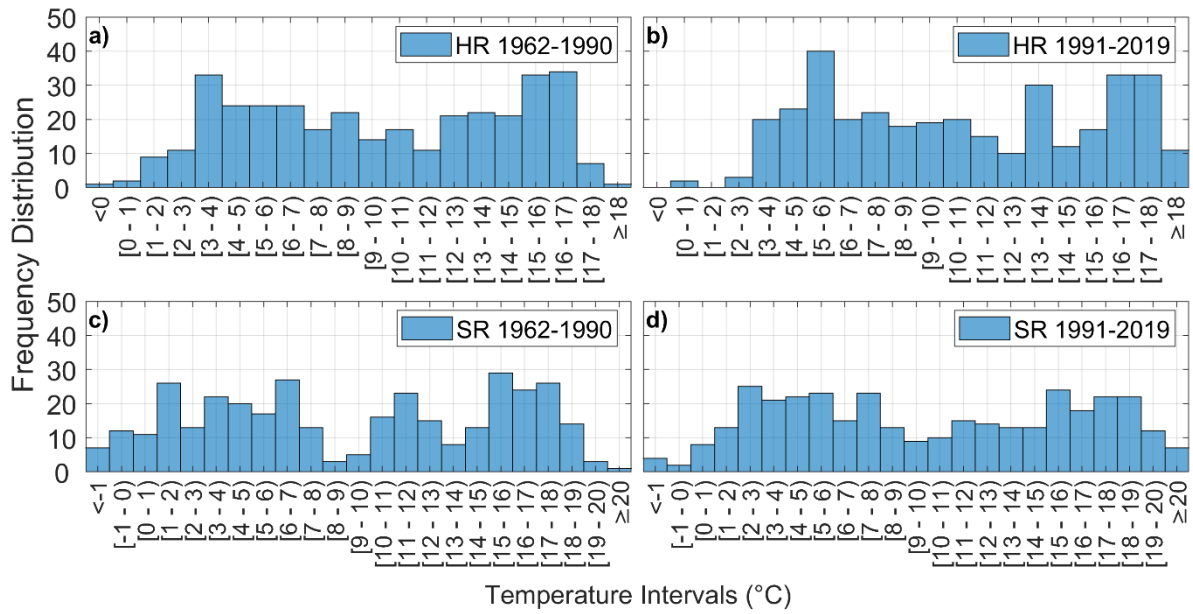 Frequency Distribution
a)
HR 1962-1990
50
40
30
20
10
0
<0
[0 - 1)
[1 - 2)
[2 - 3)
[3 - 4)
[4 - 5)
[5 - 6)
[6 - 7)
[7 - 8)
[8 - 9)
[9 - 10)
[10 - 11)
[11 - 12)
[12 - 13)
[13 - 14)
[14 - 15)
[15 - 16)
[16 - 17)
[17 - 18)
≥18
b)
HR 1991-2019
<0
[0 - 1)
[1 - 2)
[2 - 3)
[3 - 4)
[4 - 5)
[5 - 6)
[6 - 7)
[7 - 8)
[8 - 9)
[9 - 10)
[10 - 11)
[11 - 12)
[12 - 13)
[13 - 14)
[14 - 15)
[15 - 16)
[16 - 17)
[17 - 18)
≥18
c)
SR 1962-1990
50
40
30
20
10
0
<-1
[-1 - 0)
[0 - 1)
[1 - 2)
[2 - 3)
[3 - 4)
[4 - 5)
[5 - 6)
[6 - 7)
[7 - 8)
[8 - 9)
[9 - 10)
[10 - 11)
[11 - 12)
[12 - 13)
[13 - 14)
[14 - 15)
[15 - 16)
[16 - 17)
[17 - 18)
[18 - 19)
[19 - 20)
≥20
d)
SR 1991-2019
<-1
[-1 - 0)
[0 - 1)
[1 - 2)
[2 - 3)
[3 - 4)
[4 - 5)
[5 - 6)
[6 - 7)
[7 - 8)
[8 - 9)
[9 - 10)
[10 - 11)
[11 - 12)
[12 - 13)
[13 - 14)
[14 - 15)
[15 - 16)
[16 - 17)
[17 - 18)
[18 - 19)
[19 - 20)
≥20
Temperature Intervals (°C)